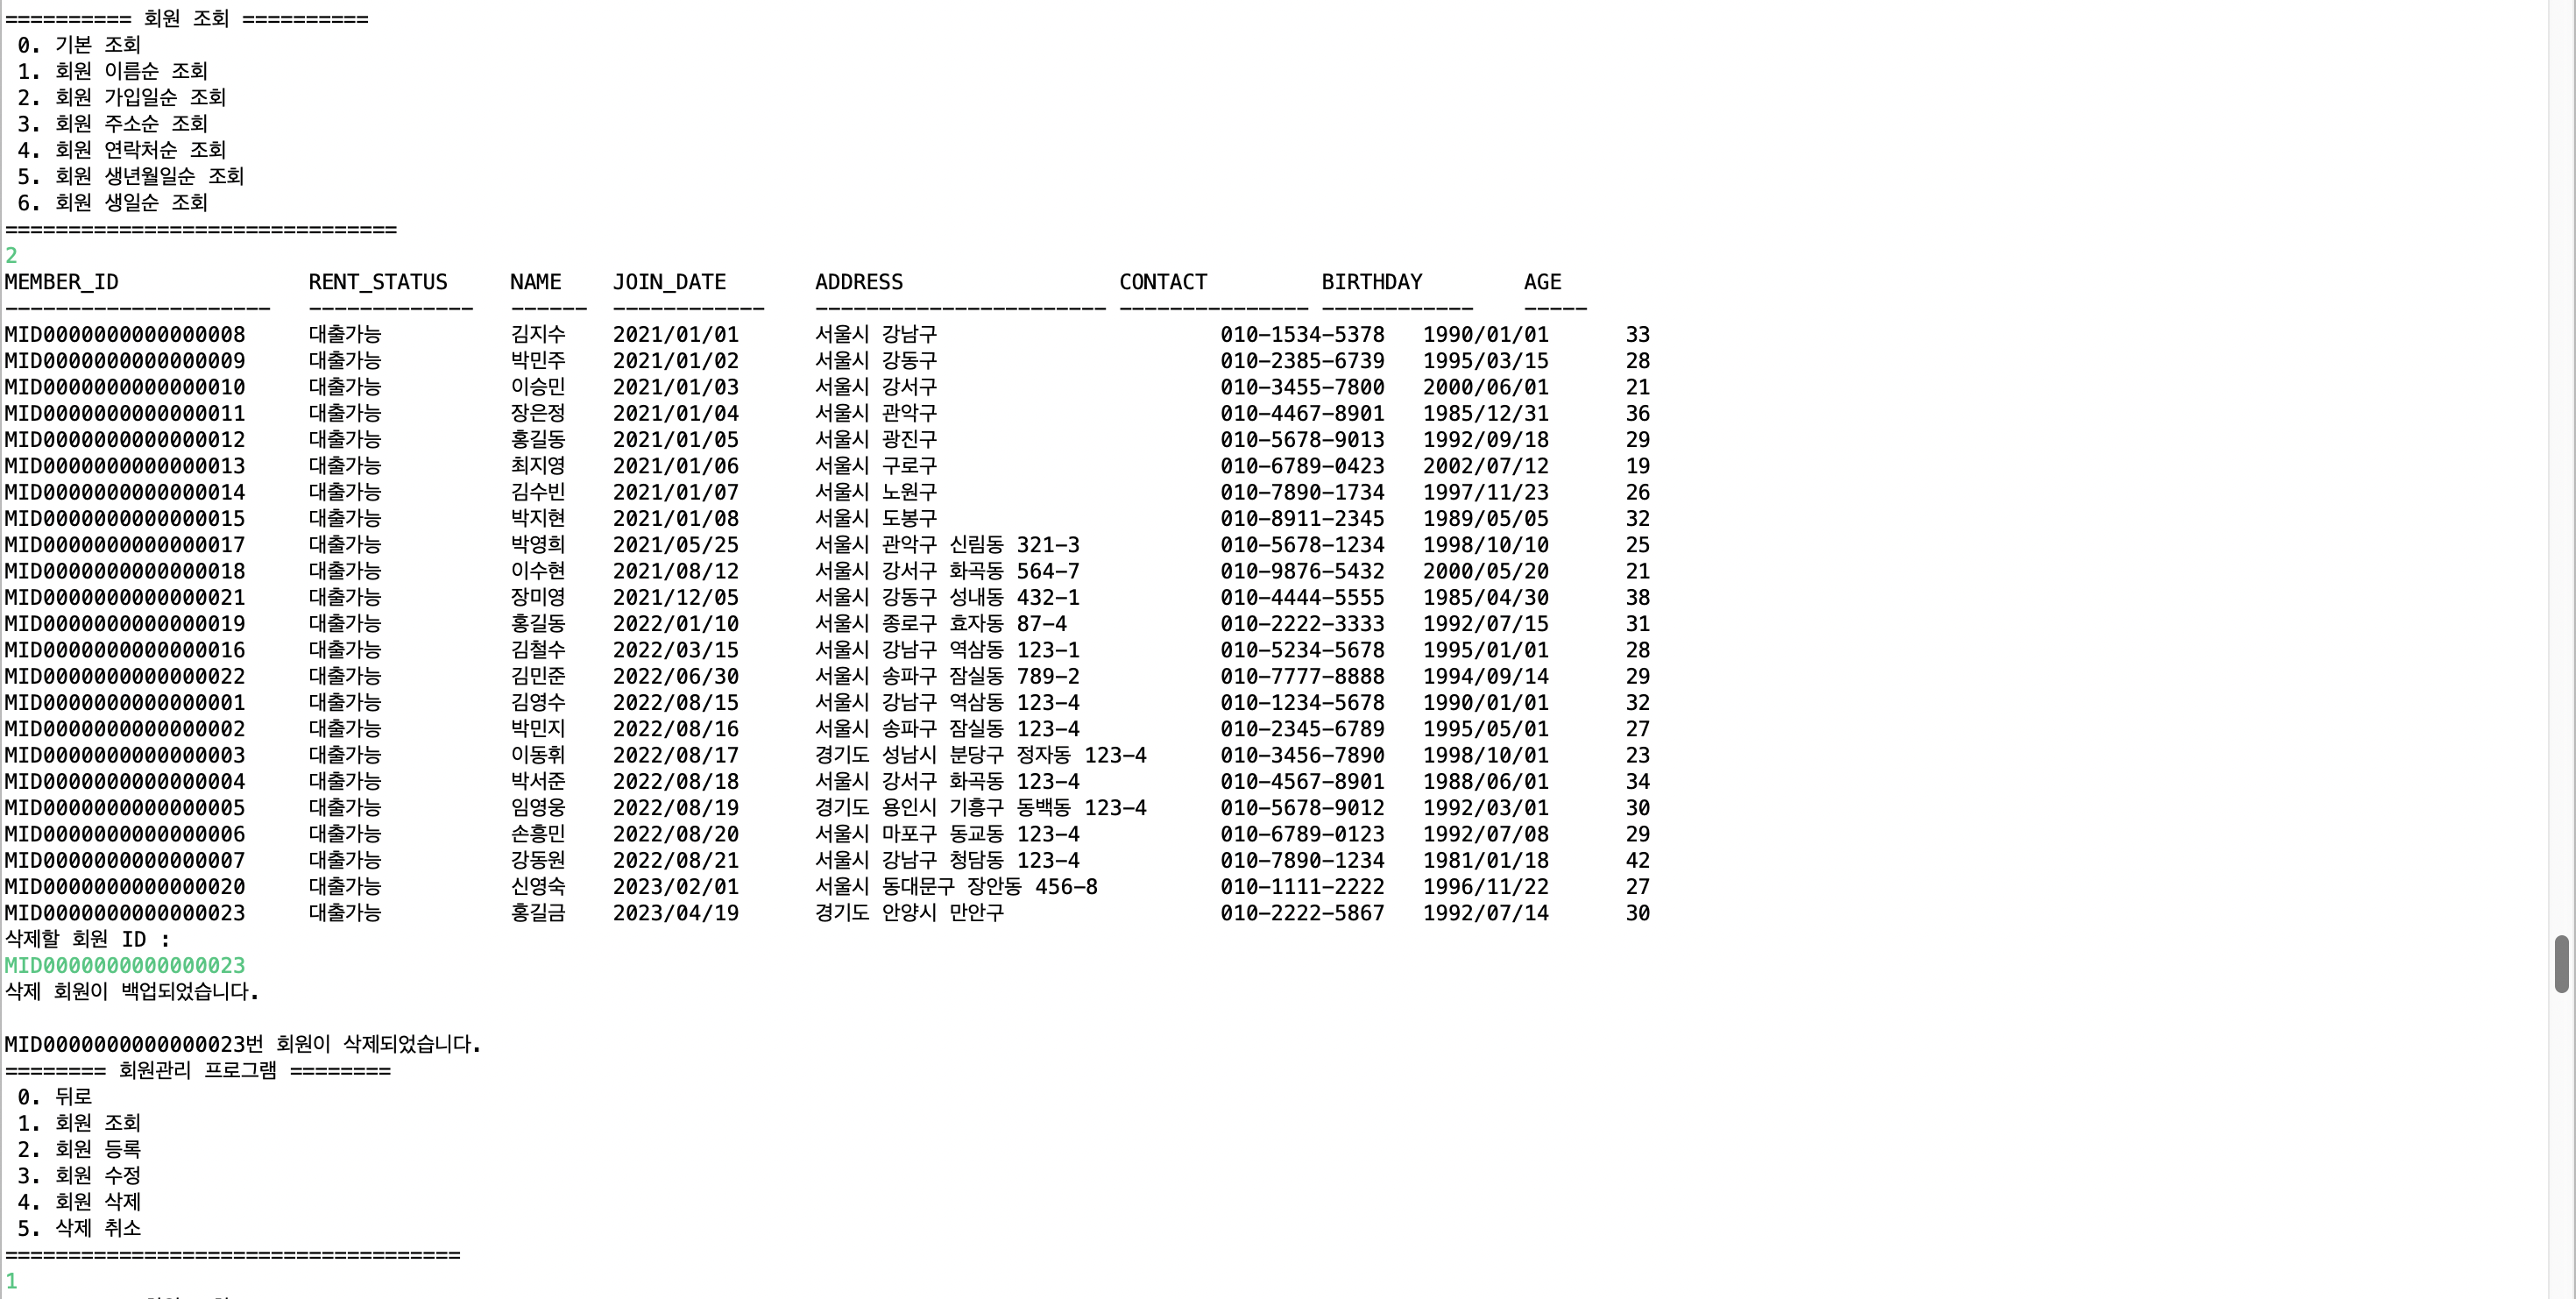 ========== 회원 조회 ==========
0. 기본 조회
1. 회원 이름순 조회
2. 회원 가입일순 조회
3. 회원 주소순 조회
4. 회원 연락처순 조회
5. 회원 생년월일순 조회
6. 회원 생일순 조회
===============================
2
MEMBER_ID RENT_STATUS NAME JOIN_DATE ADDRESS CONTACT BIRTHDAY AGE
--------------------- ------------- ------ ------------ ----------------------- --------------- ------------ -----
MID0000000000000008 대출가능 김지수 2021/01/01 서울시 강남구 010-1534-5378 1990/01/01 33
MID0000000000000009 대출가능 박민주 2021/01/02 서울시 강동구 010-2385-6739 1995/03/15 28
MID0000000000000010 대출가능 이승민 2021/01/03 서울시 강서구 010-3455-7800 2000/06/01 21
MID0000000000000011 대출가능 장은정 2021/01/04 서울시 관악구 010-4467-8901 1985/12/31 36
MID0000000000000012 대출가능 홍길동 2021/01/05 서울시 광진구 010-5678-9013 1992/09/18 29
MID0000000000000013 대출가능 최지영 2021/01/06 서울시 구로구 010-6789-0423 2002/07/12 19
MID0000000000000014 대출가능 김수빈 2021/01/07 서울시 노원구 010-7890-1734 1997/11/23 26
MID0000000000000015 대출가능 박지현 2021/01/08 서울시 도봉구 010-8911-2345 1989/05/05 32
MID0000000000000017 대출가능 박영희 2021/05/25 서울시 관악구 신림동 321-3 010-5678-1234 1998/10/10 25
MID0000000000000018 대출가능 이수현 2021/08/12 서울시 강서구 화곡동 564-7 010-9876-5432 2000/05/20 21
MID0000000000000021 대출가능 장미영 2021/12/05 서울시 강동구 성내동 432-1 010-4444-5555 1985/04/30 38
MID0000000000000019 대출가능 홍길동 2022/01/10 서울시 종로구 효자동 87-4 010-2222-3333 1992/07/15 31
MID0000000000000016 대출가능 김철수 2022/03/15 서울시 강남구 역삼동 123-1 010-5234-5678 1995/01/01 28
MID0000000000000022 대출가능 김민준 2022/06/30 서울시 송파구 잠실동 789-2 010-7777-8888 1994/09/14 29
MID0000000000000001 대출가능 김영수 2022/08/15 서울시 강남구 역삼동 123-4 010-1234-5678 1990/01/01 32
MID0000000000000002 대출가능 박민지 2022/08/16 서울시 송파구 잠실동 123-4 010-2345-6789 1995/05/01 27
MID0000000000000003 대출가능 이동휘 2022/08/17 경기도 성남시 분당구 정자동 123-4 010-3456-7890 1998/10/01 23
MID0000000000000004 대출가능 박서준 2022/08/18 서울시 강서구 화곡동 123-4 010-4567-8901 1988/06/01 34
MID0000000000000005 대출가능 임영웅 2022/08/19 경기도 용인시 기흥구 동백동 123-4 010-5678-9012 1992/03/01 30
MID0000000000000006 대출가능 손흥민 2022/08/20 서울시 마포구 동교동 123-4 010-6789-0123 1992/07/08 29
MID0000000000000007 대출가능 강동원 2022/08/21 서울시 강남구 청담동 123-4 010-7890-1234 1981/01/18 42
MID0000000000000020 대출가능 신영숙 2023/02/01 서울시 동대문구 장안동 456-8 010-1111-2222 1996/11/22 27
MID0000000000000023 대출가능 홍길금 2023/04/19 경기도 안양시 만안구 010-2222-5867 1992/07/14 30
삭제할 회원 ID :
MID0000000000000023
삭제 회원이 백업되었습니다.
MID0000000000000023번 회원이 삭제되었습니다.
======== 회원관리 프로그램 ========
0. 뒤로
1. 회원 조회
2. 회원 등록
3. 회원 수정
4. 회원 삭제
5. 삭제 취소
====================================
1